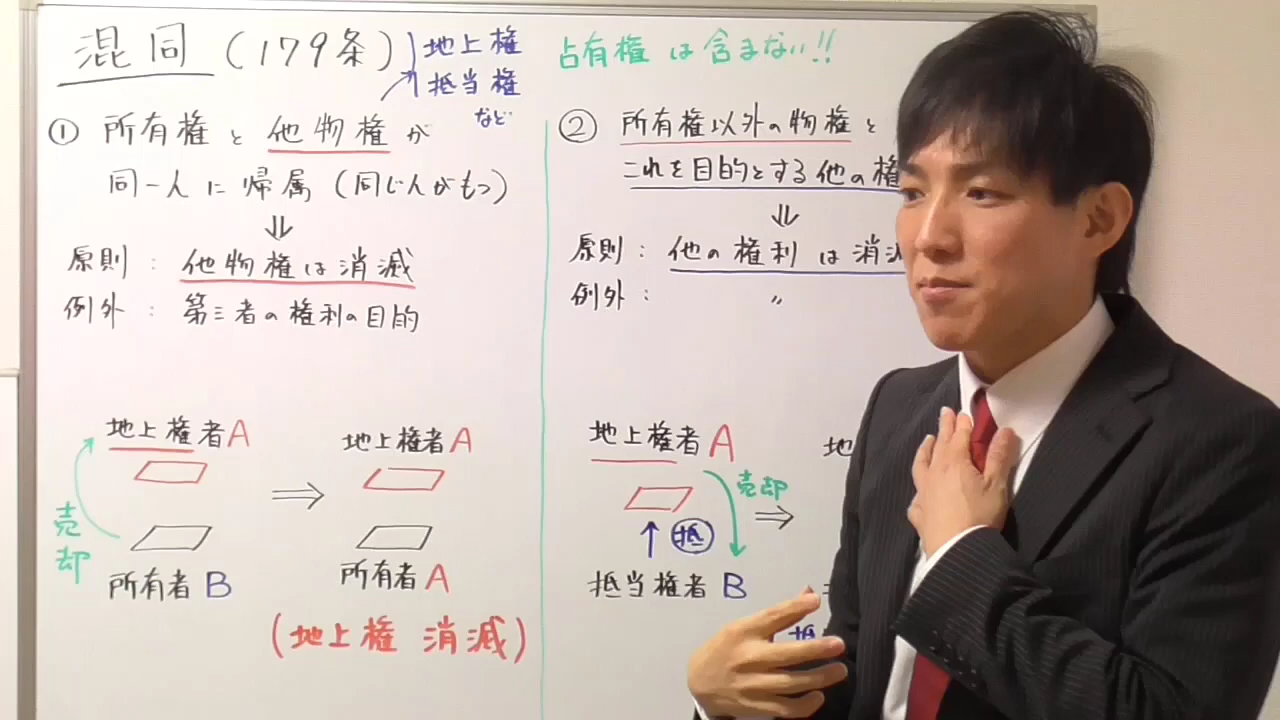 混同 (179条) 地上権
抵当権
など
占有権は含まない!!
① 所有権と他物権が
同一人に帰属 (同じ人がもつ)
⇓
原則: 他物権は消滅
例外: 第三者の権利の目的
地上権者A
売却
所有者B
⇒
地上権者A
所有者A
(地上権 消滅)
② 所有権以外の物権と
これを目的とする他の権
⇓
原則: 他の権利は消
例外: 〃
地上権者A
売却
↑ 抵
抵当権者B
⇒
地
抵